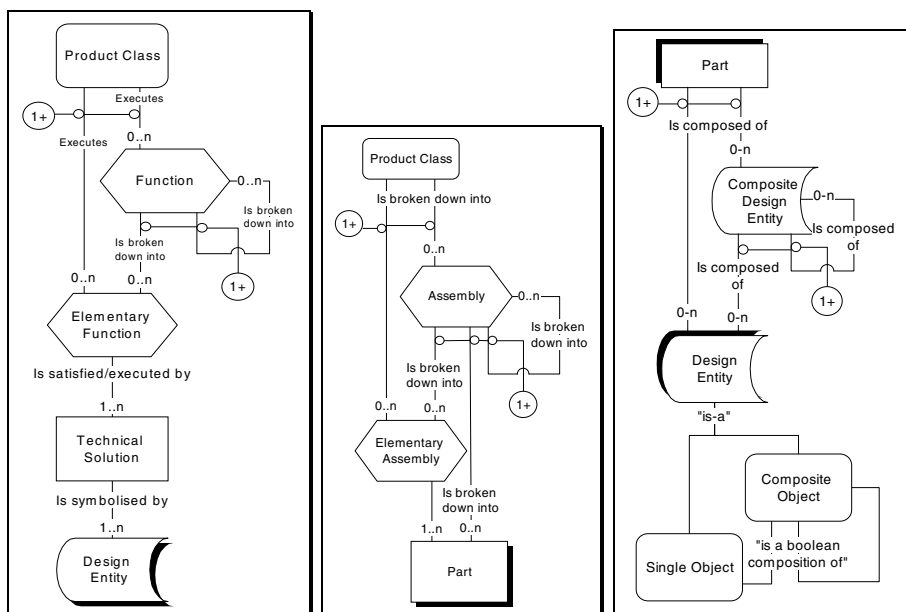 Product Class
Executes
1+
Executes
0..n
Function
0..n
Is broken
down into
Is broken
down into
1+
0..n
0..n
Elementary
Function
Is satisfied/executed by
1..n
Technical
Solution
Is symbolised by
1..n
Design
Entity
Product Class
Is broken down into
1+
0..n
Assembly
0..n
Is broken
down into
Is broken
down into
1+
0..n
0..n
Elementary
Assembly
Is broken
down into
1..n
0..n
Part
Part
1+
Is composed of
0-n
Composite
Design
Entity
0-n
Is composed
of
Is composed
of
1+
0-n
0-n
Design
Entity
"is-a"
Composite
Object
"is a boolean
composition of"
Single Object